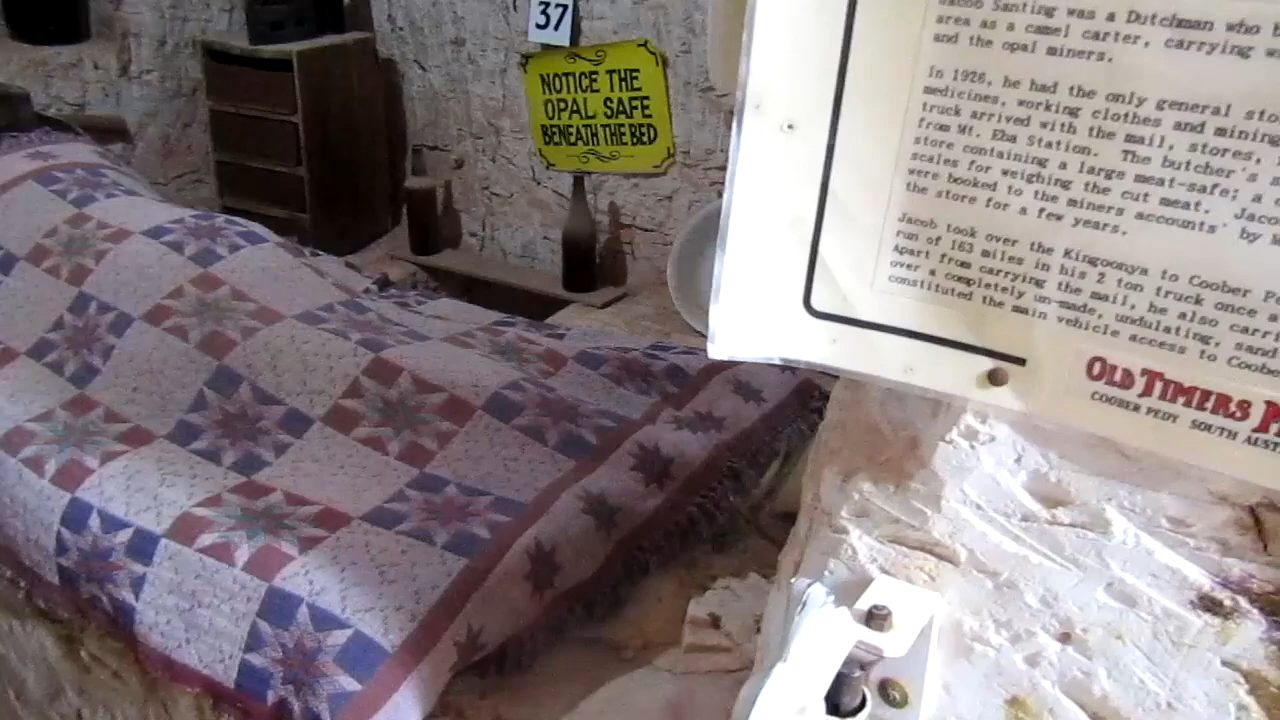 37
NOTICE THE
OPAL SAFE
BENEATH THE BED
Jacob Santing was a Dutchman who
area as a camel carter, carrying
and the opal miners.
In 1926, he had the only general
medicines, working clothes and mining
truck arrived with the mail, stores,
from Mt. Eba Station. The butcher's
store containing a large meat-safe; a
scales for weighing the cut meat.
were booked to the miners accounts' by
the store for a few years.
Jacob took over the Kingoonya to Coober
run of 163 miles in his 2 ton truck once
Apart from carrying the mail, he also
over a completely un-made, undulating,
constituted the main vehicle access to
OLD TIMERS
COOBER PEDY SOUTH